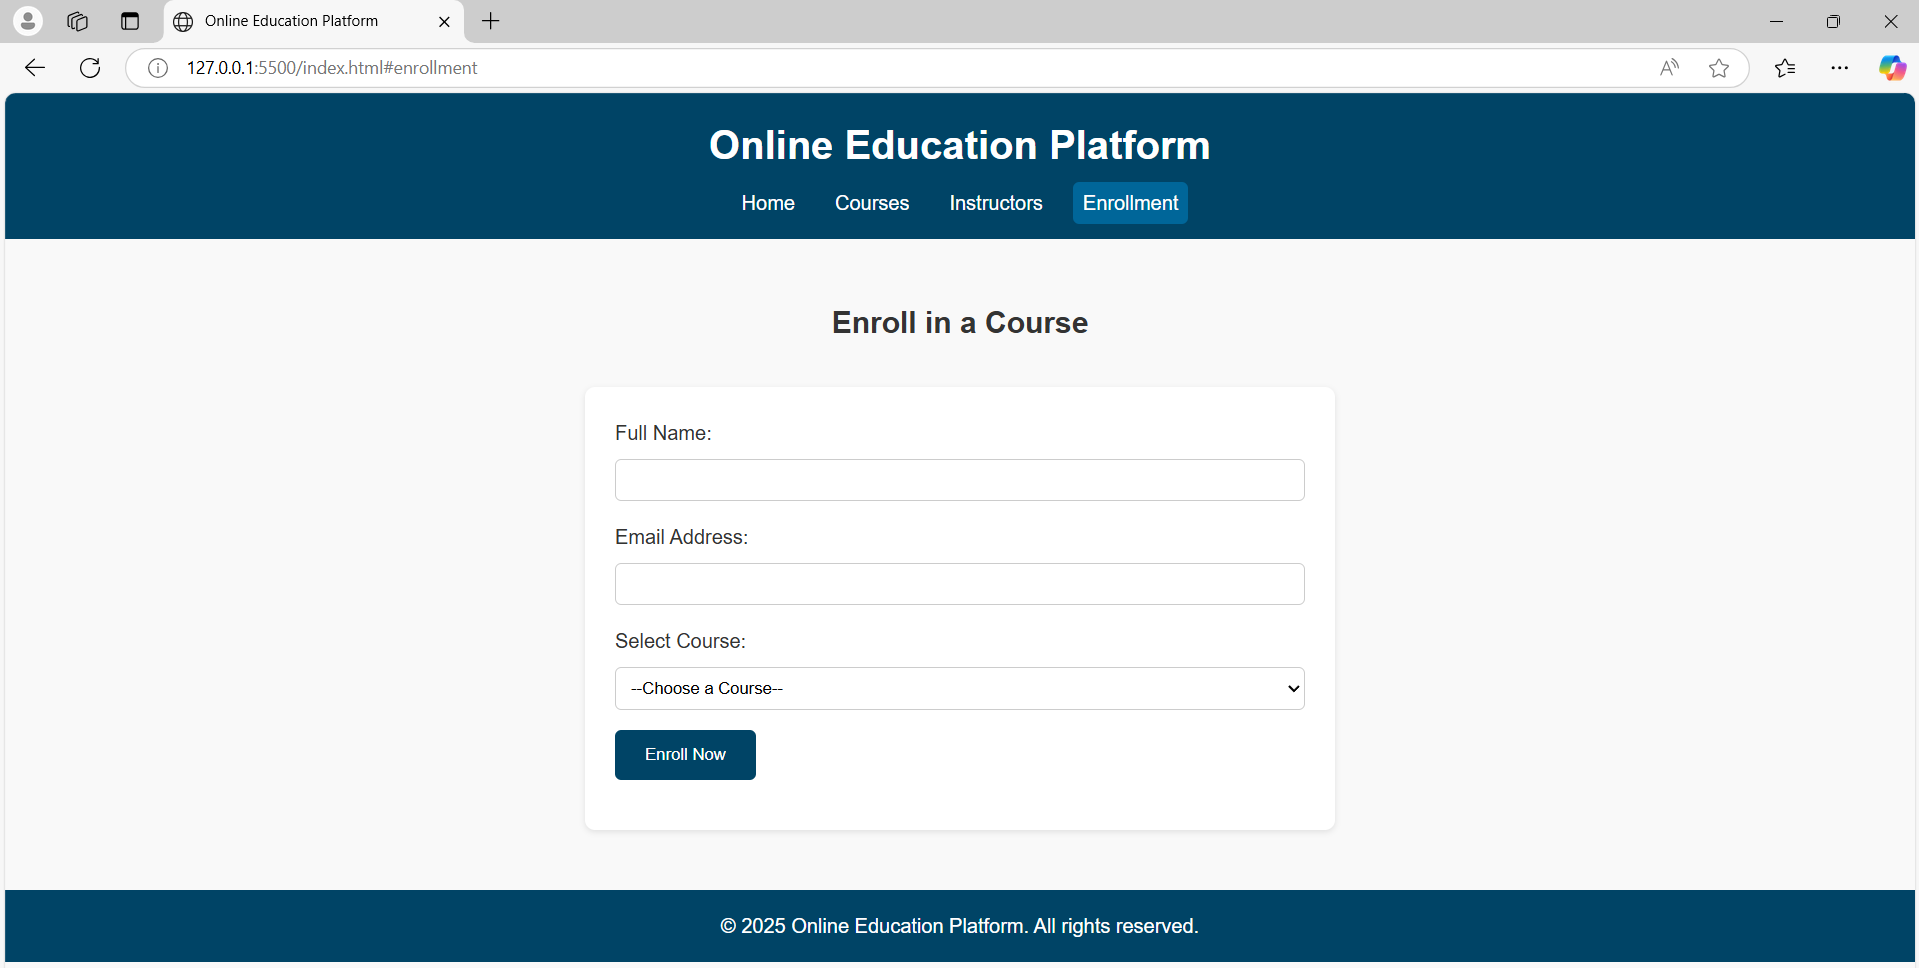 Online Education Platform
127.0.0.1:5500/index.html#enrollment
Online Education Platform
Home Courses Instructors Enrollment
Enroll in a Course
Full Name:
Email Address:
Select Course:
--Choose a Course--
Enroll Now
© 2025 Online Education Platform. All rights reserved.